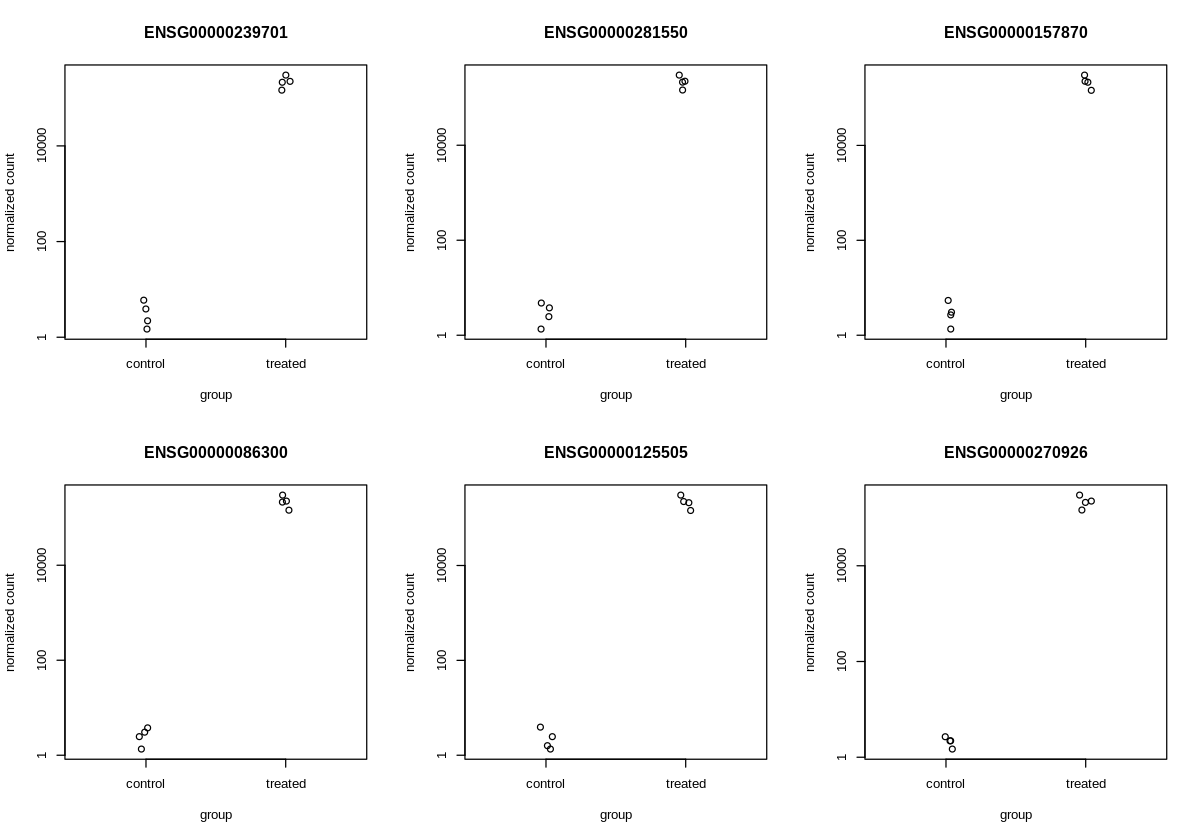 ENSG00000239701
normalized count
10000
100
1
control treated
group
ENSG00000281550
normalized count
10000
100
1
control treated
group
ENSG00000157870
normalized count
10000
100
1
control treated
group
ENSG00000086300
normalized count
10000
100
1
control treated
group
ENSG00000125505
normalized count
10000
100
1
control treated
group
ENSG00000270926
normalized count
10000
100
1
control treated
group